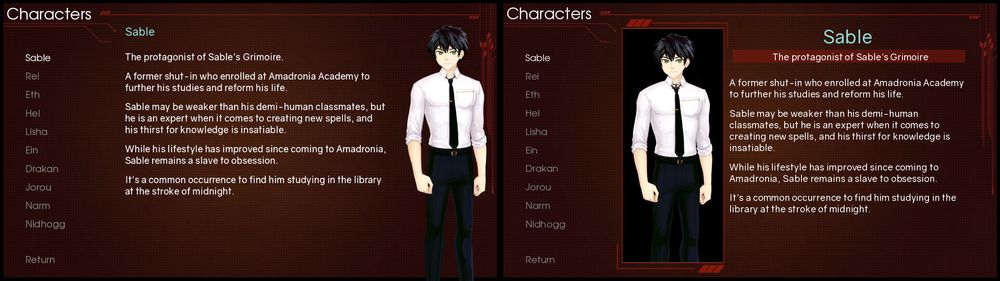 Characters
Sable
Sable
Rei
Eth
Hel
Lisha
Ein
Drakan
Jorou
Narm
Nidhogg
Return
The protagonist of Sable's Grimoire.
A former shut-in who enrolled at Amadronia Academy to
further his studies and reform his life.
Sable may be weaker than his demi-human classmates, but
he is an expert when it comes to creating new spells, and
his thirst for knowledge is insatiable.
While his lifestyle has improved since coming to Amadronia,
Sable remains a slave to obsession.
It's a common occurrence to find him studying in the library
at the stroke of midnight.
Characters
Sable
Rei
Eth
Hel
Lisha
Ein
Drakan
Jorou
Narm
Nidhogg
Return
Sable
The protagonist of Sable's Grimoire
A former shut-in who enrolled at Amadronia Academy
to further his studies and reform his life.
Sable may be weaker than his demi-human
classmates, but he is an expert when it comes to
creating new spells, and his thirst for knowledge is
insatiable.
While his lifestyle has improved since coming to
Amadronia, Sable remains a slave to obsession.
It's a common occurrence to find him studying in the
library at the stroke of midnight.